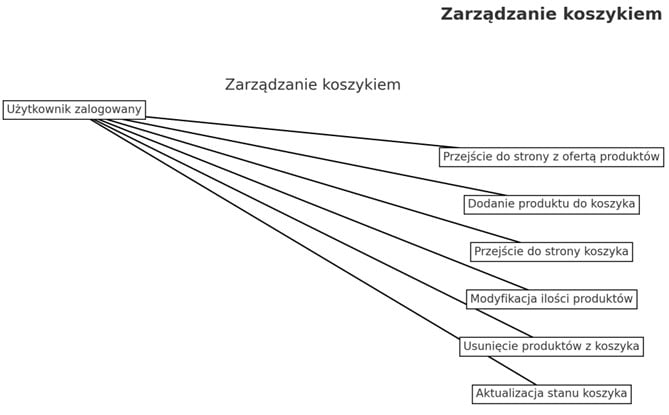 Zarządzanie koszykiem
Zarządzanie koszykiem
Użytkownik zalogowany
Przejście do strony z ofertą produktów
Dodanie produktu do koszyka
Przejście do strony koszyka
Modyfikacja ilości produktów
Usunięcie produktów z koszyka
Aktualizacja stanu koszyka